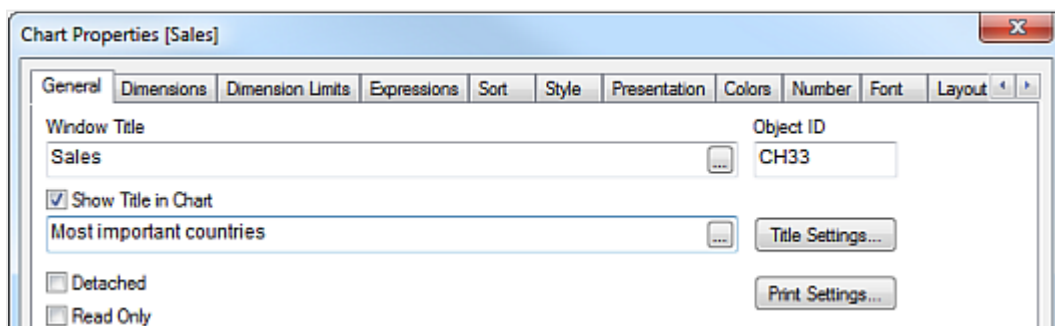 Chart Properties [Sales]
General Dimensions Dimension Limits Expressions Sort Style Presentation Colors Number Font Layout
Window Title Object ID
Sales ... CH33
Show Title in Chart
Most important countries ... Title Settings...
Detached Print Settings...
Read Only